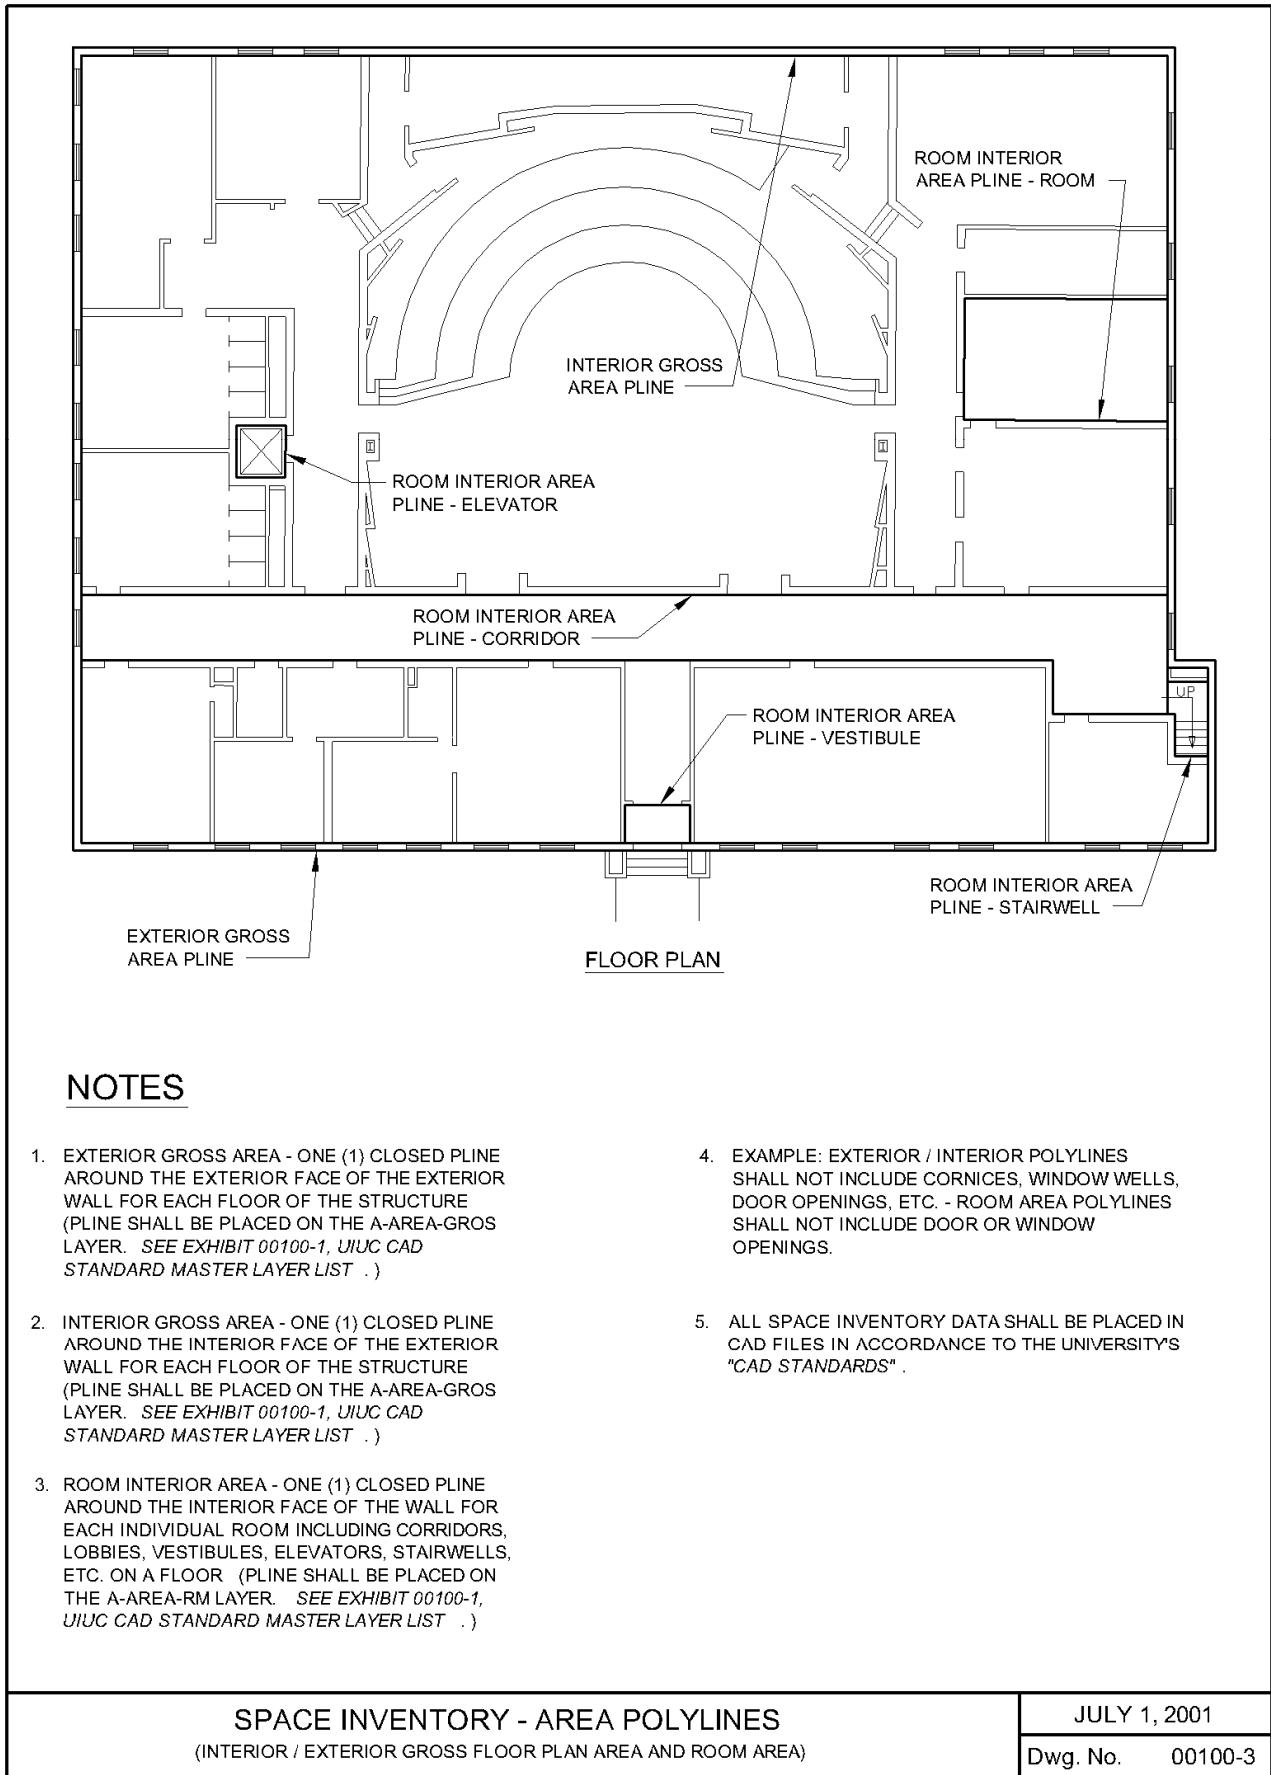 ROOM INTERIOR
AREA PLINE - ROOM
INTERIOR GROSS
AREA PLINE
ROOM INTERIOR AREA
PLINE - ELEVATOR
ROOM INTERIOR AREA
PLINE - CORRIDOR
UP
ROOM INTERIOR AREA
PLINE - VESTIBULE
ROOM INTERIOR AREA
PLINE - STAIRWELL
EXTERIOR GROSS
AREA PLINE
FLOOR PLAN
NOTES
1. EXTERIOR GROSS AREA - ONE (1) CLOSED PLINE
AROUND THE EXTERIOR FACE OF THE EXTERIOR
WALL FOR EACH FLOOR OF THE STRUCTURE
(PLINE SHALL BE PLACED ON THE A-AREA-GROS
LAYER. SEE EXHIBIT 00100-1, UIUC CAD
STANDARD MASTER LAYER LIST . )
2. INTERIOR GROSS AREA - ONE (1) CLOSED PLINE
AROUND THE INTERIOR FACE OF THE EXTERIOR
WALL FOR EACH FLOOR OF THE STRUCTURE
(PLINE SHALL BE PLACED ON THE A-AREA-GROS
LAYER. SEE EXHIBIT 00100-1, UIUC CAD
STANDARD MASTER LAYER LIST . )
3. ROOM INTERIOR AREA - ONE (1) CLOSED PLINE
AROUND THE INTERIOR FACE OF THE WALL FOR
EACH INDIVIDUAL ROOM INCLUDING CORRIDORS,
LOBBIES, VESTIBULES, ELEVATORS, STAIRWELLS,
ETC. ON A FLOOR (PLINE SHALL BE PLACED ON
THE A-AREA-RM LAYER. SEE EXHIBIT 00100-1,
UIUC CAD STANDARD MASTER LAYER LIST . )
4. EXAMPLE: EXTERIOR / INTERIOR POLYLINES
SHALL NOT INCLUDE CORNICES, WINDOW WELLS,
DOOR OPENINGS, ETC. - ROOM AREA POLYLINES
SHALL NOT INCLUDE DOOR OR WINDOW
OPENINGS.
5. ALL SPACE INVENTORY DATA SHALL BE PLACED IN
CAD FILES IN ACCORDANCE TO THE UNIVERSITY'S
"CAD STANDARDS" .
SPACE INVENTORY - AREA POLYLINES
(INTERIOR / EXTERIOR GROSS FLOOR PLAN AREA AND ROOM AREA)
JULY 1, 2001
Dwg. No. 00100-3